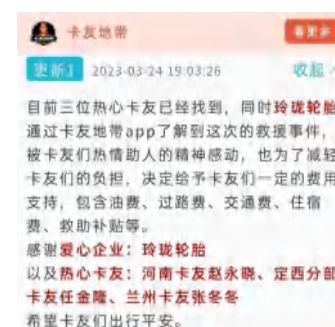 卡友地带
看更多
更新1 2023-03-24 19:03:26 收起
目前三位热心卡友已经找到，同时玲珑轮胎
通过卡友地带app了解到这次的救援事件，
被卡友们热情助人的精神感动，也为了减轻
卡友们的负担，决定给予卡友们一定的费用
支持，包含油费、过路费、交通费、住宿
费、救助补贴等。
感谢爱心企业：玲珑轮胎
以及热心卡友：河南卡友赵永晓、定西分部
卡友任金隆、兰州卡友张冬冬
希望卡友们出行平安。